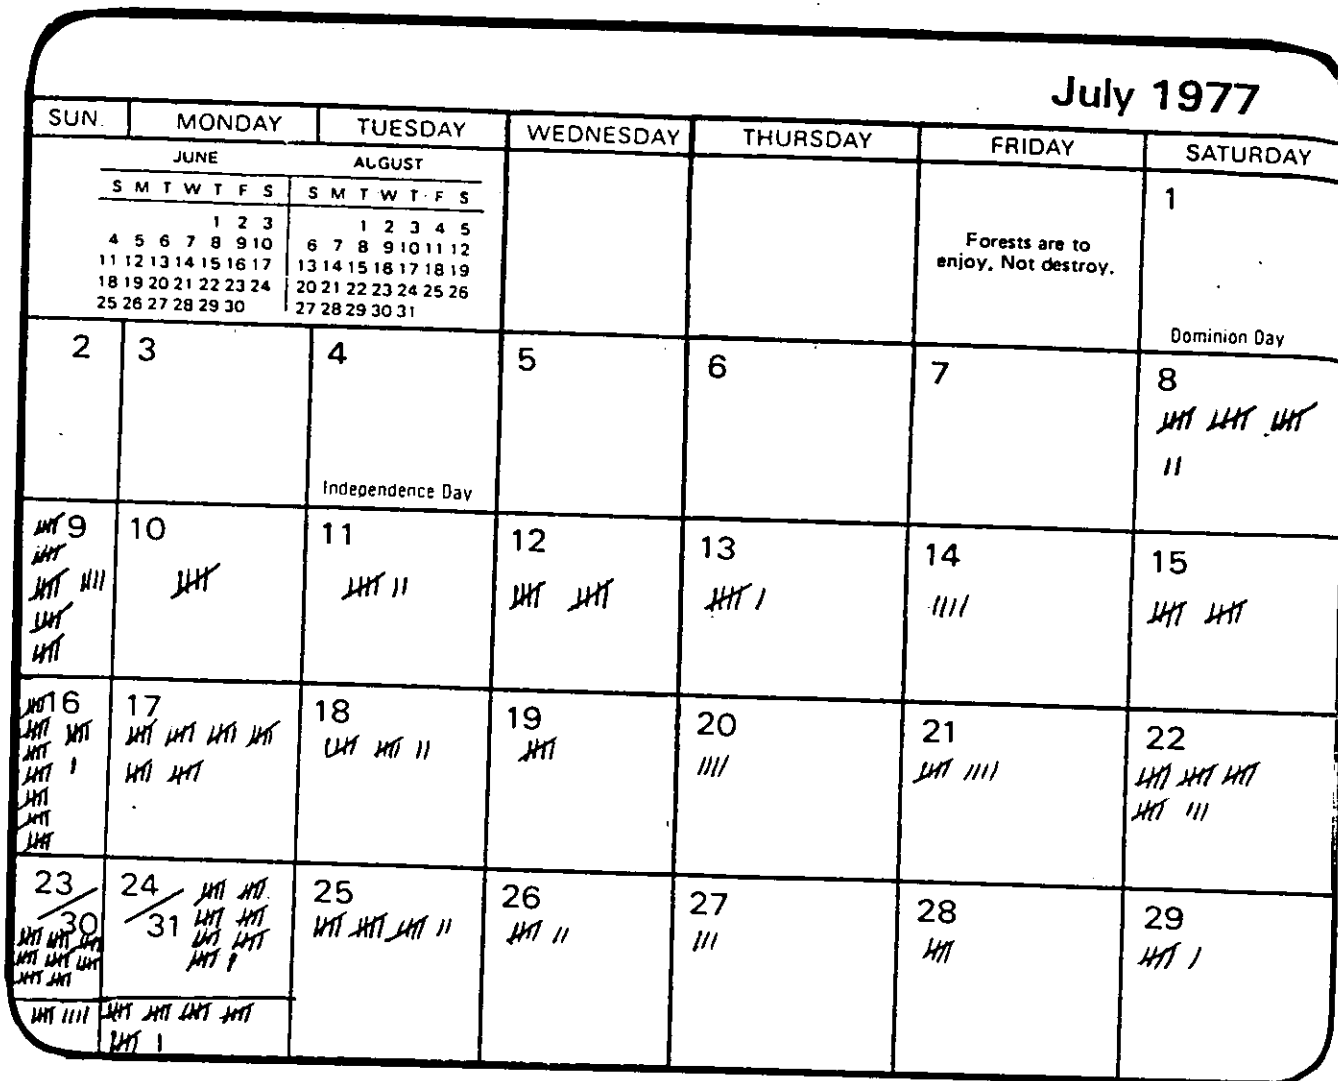 July 1977
SUN. MONDAY TUESDAY WEDNESDAY THURSDAY FRIDAY SATURDAY
JUNE
S M T W T F S
1 2 3
4 5 6 7 8 9 10
11 12 13 14 15 16 17
18 19 20 21 22 23 24
25 26 27 28 29 30
AUGUST
S M T W T F S
1 2 3 4 5
6 7 8 9 10 11 12
13 14 15 16 17 18 19
20 21 22 23 24 25 26
27 28 29 30 31
Forests are to
enjoy. Not destroy.
1
Dominion Day
2 3 4 5 6 7 8
Independence Day
9 10 11 12 13 14 15
16 17 18 19 20 21 22
23/30 24/31 25 26 27 28 29